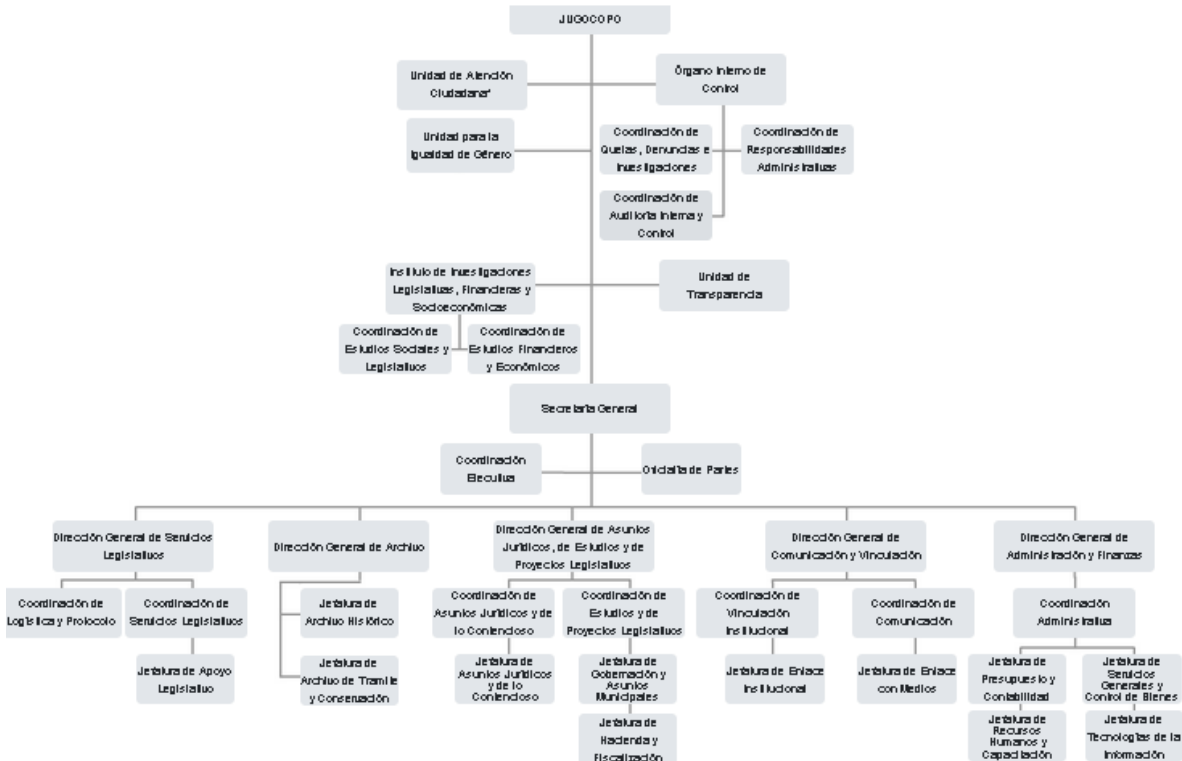 JUGOCOPO
Unidad de Atención
Ciudadana*
Órgano Interno de
Control
Unidad para la
Igualdad de Género
Coordinación de
Quejas, Denuncias e
Investigaciones
Coordinación de
Responsabilidades
Administrativas
Coordinación de
Auditoría Interna y
Control
Instituto de Investigaciones
Legislativas, Financieras y
Socioeconómicas
Unidad de
Transparencia
Coordinación de
Estudios Sociales y
Legislativos
Coordinación de
Estudios Financieros
y Económicos
Secretaría General
Coordinación
Ejecutiva
Oficialía de Partes
Dirección General de Servicios
Legislativos
Dirección General de Archivo
Dirección General de Asuntos
Jurídicos, de Estudios y de
Proyectos Legislativos
Dirección General de
Comunicación y Vinculación
Dirección General de
Administración y Finanzas
Coordinación de
Logística y Protocolo
Coordinación de
Servicios Legislativos
Jefatura de
Archivo Histórico
Coordinación de
Asuntos Jurídicos y de
lo Contencioso
Coordinación de
Estudios y de
Proyectos Legislativos
Coordinación de
Vinculación
Institucional
Coordinación de
Comunicación
Coordinación
Administrativa
Jefatura de Apoyo
Legislativo
Jefatura de
Archivo de Tramite
y Conservación
Jefatura de
Asuntos Jurídicos
y de lo
Contencioso
Jefatura de
Gobernación y
Asuntos
Municipales
Jefatura de Enlace
Institucional
Jefatura de Enlace
con Medios
Jefatura de
Presupuesto y
Contabilidad
Jefatura de
Servicios
Generales y
Control de Bienes
Jefatura de
Hacienda y
Fiscalización
Jefatura de
Recursos
Humanos y
Capacitación
Jefatura de
Tecnologías de la
Información